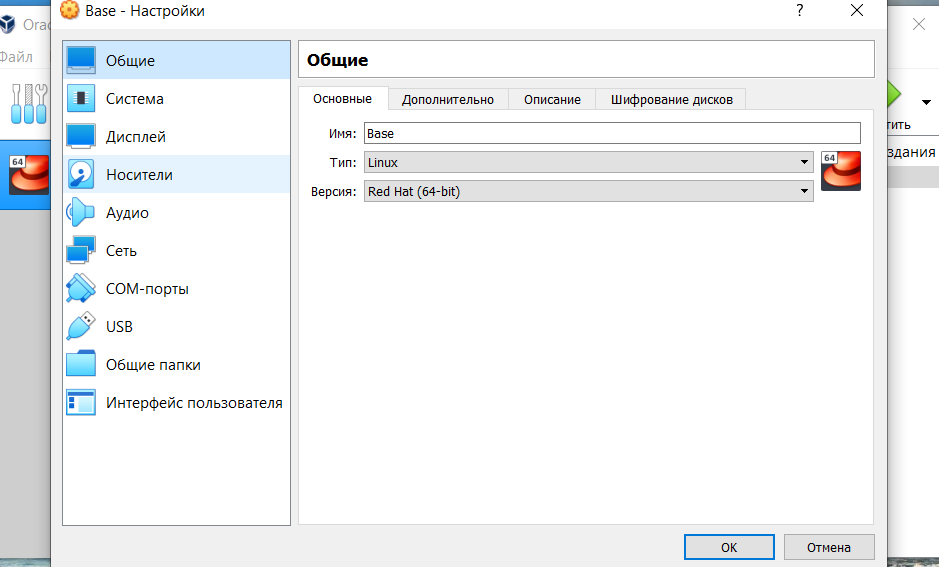 Base - Настройки
?
Orac
Файл
64
Общие
Система
Дисплей
Носители
Аудио
Сеть
COM-порты
USB
Общие папки
Интерфейс пользователя
Общие
Основные
Дополнительно
Описание
Шифрование дисков
Имя: Base
Тип: Linux
Версия: Red Hat (64-bit)
64
OK
Отмена
тить
здания